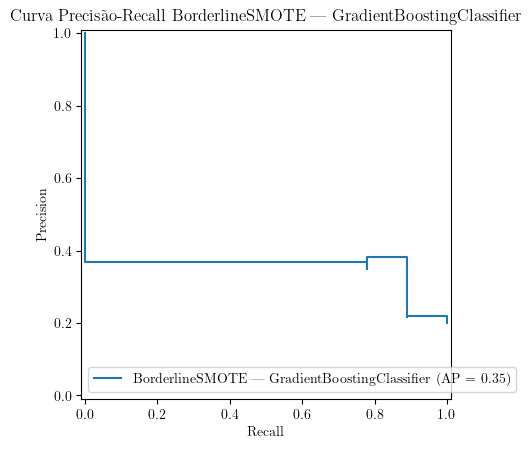 Curva Precisão-Recall BorderlineSMOTE — GradientBoostingClassifier
1.0
0.8
0.6
0.4
0.2
0.0
Precision
BorderlineSMOTE — GradientBoostingClassifier (AP = 0.35)
0.0 0.2 0.4 0.6 0.8 1.0
Recall